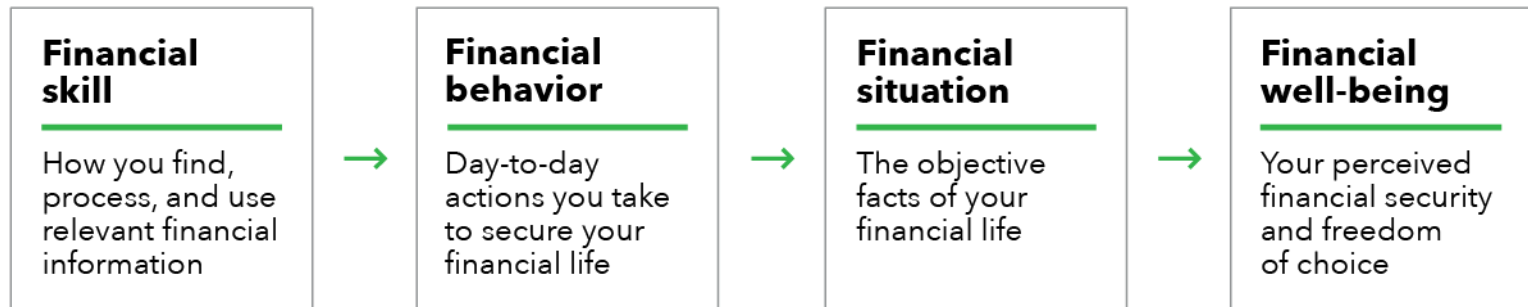 Financial
skill
How you find,
process, and use
relevant financial
information
→
Financial
behavior
Day-to-day
actions you take
to secure your
financial life
→
Financial
situation
The objective
facts of your
financial life
→
Financial
well-being
Your perceived
financial security
and freedom
of choice